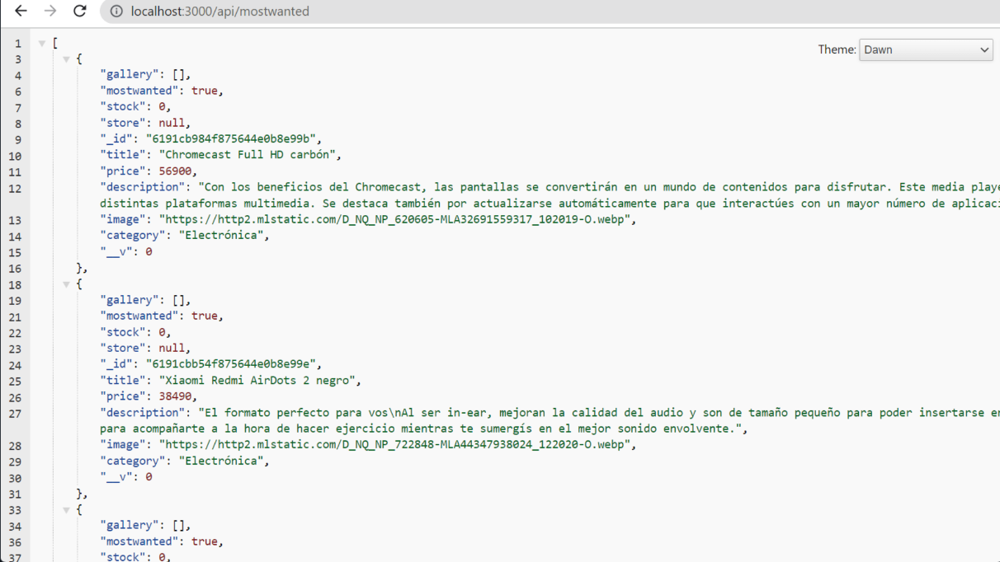 localhost:3000/api/mostwanted
Theme: Dawn
1 [
3 {
4 "gallery": [],
6 "mostwanted": true,
7 "stock": 0,
8 "store": null,
9 "_id": "6191cb984f875644e0b8e99b",
10 "title": "Chromecast Full HD carbón",
11 "price": 56900,
12 "description": "Con los beneficios del Chromecast, las pantallas se convertirán en un mundo de contenidos para disfrutar. Este media playe
distintas plataformas multimedia. Se destaca también por actualizarse automáticamente para que interactúes con un mayor número de aplicaci
13 "image": "https://http2.mlstatic.com/D_NQ_NP_620605-MLA32691559317_102019-O.webp",
14 "category": "Electrónica",
15 "__v": 0
16 },
18 {
19 "gallery": [],
21 "mostwanted": true,
22 "stock": 0,
23 "store": null,
24 "_id": "6191cbb54f875644e0b8e99e",
25 "title": "Xiaomi Redmi AirDots 2 negro",
26 "price": 38490,
27 "description": "El formato perfecto para vos\nAl ser in-ear, mejoran la calidad del audio y son de tamaño pequeño para poder insertarse en
para acompañarte a la hora de hacer ejercicio mientras te sumergís en el mejor sonido envolvente.",
28 "image": "https://http2.mlstatic.com/D_NQ_NP_722848-MLA44347938024_122020-O.webp",
29 "category": "Electrónica",
30 "__v": 0
31 },
33 {
34 "gallery": [],
36 "mostwanted": true,
37 "stock": 0,